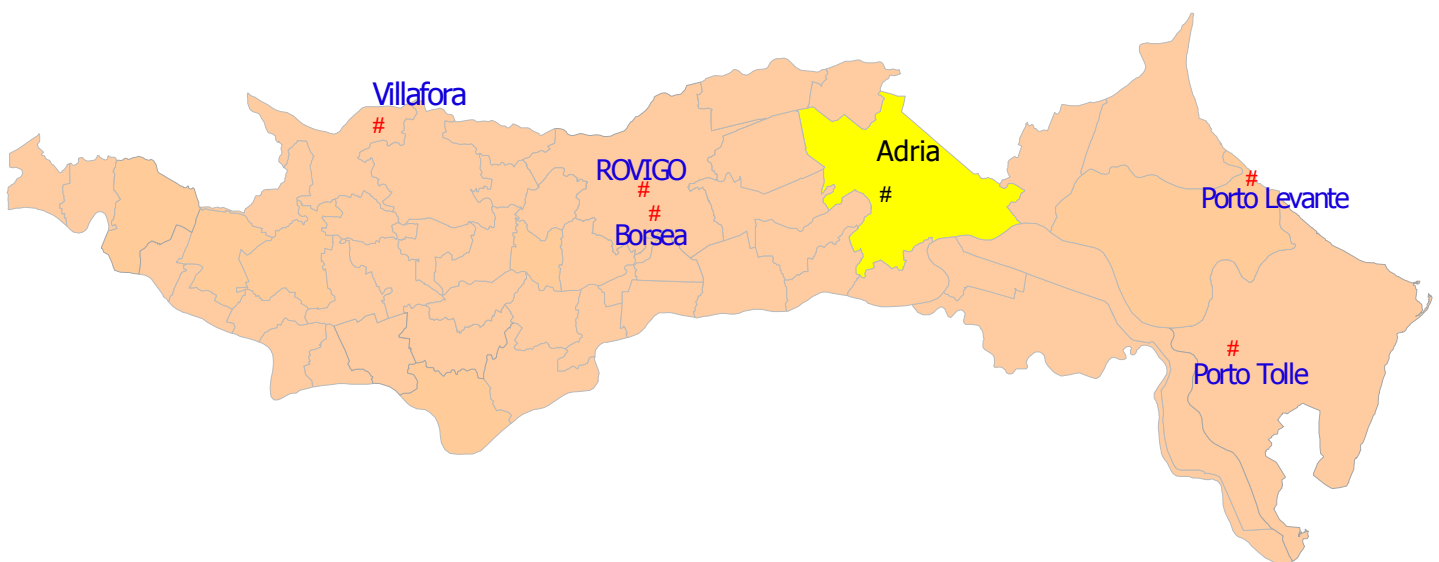 Villafora
#
Adria
#
ROVIGO
#
#
Borsea
#
Porto Levante
#
Porto Tolle